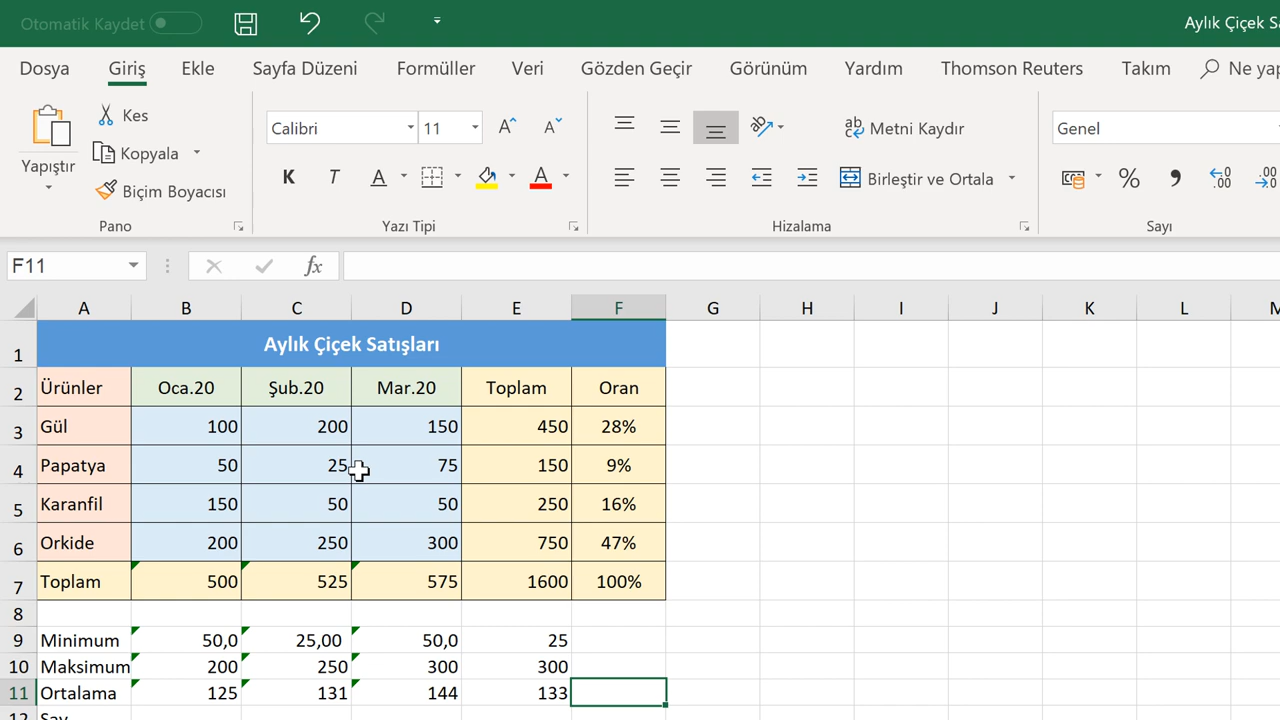 Otomatik Kaydet
Aylık Çiçek
Dosya Giriş Ekle Sayfa Düzeni Formüller Veri Gözden Geçir Görünüm Yardım Thomson Reuters Takım Ne
Yapıştır
Kes
Kopyala
Biçim Boyacısı
Pano
Calibri 11
K T A A
Yazı Tipi
Metni Kaydır
Birleştir ve Ortala
Hizalama
Genel
% ,00 ,00
Sayı
F11 fx
A B C D E F G H I J K L M
1 Aylık Çiçek Satışları
2 Ürünler Oca.20 Şub.20 Mar.20 Toplam Oran
3 Gül 100 200 150 450 28%
4 Papatya 50 25 75 150 9%
5 Karanfil 150 50 50 250 16%
6 Orkide 200 250 300 750 47%
7 Toplam 500 525 575 1600 100%
8
9 Minimum 50,0 25,00 50,0 25
10 Maksimum 200 250 300 300
11 Ortalama 125 131 144 133
12 Say